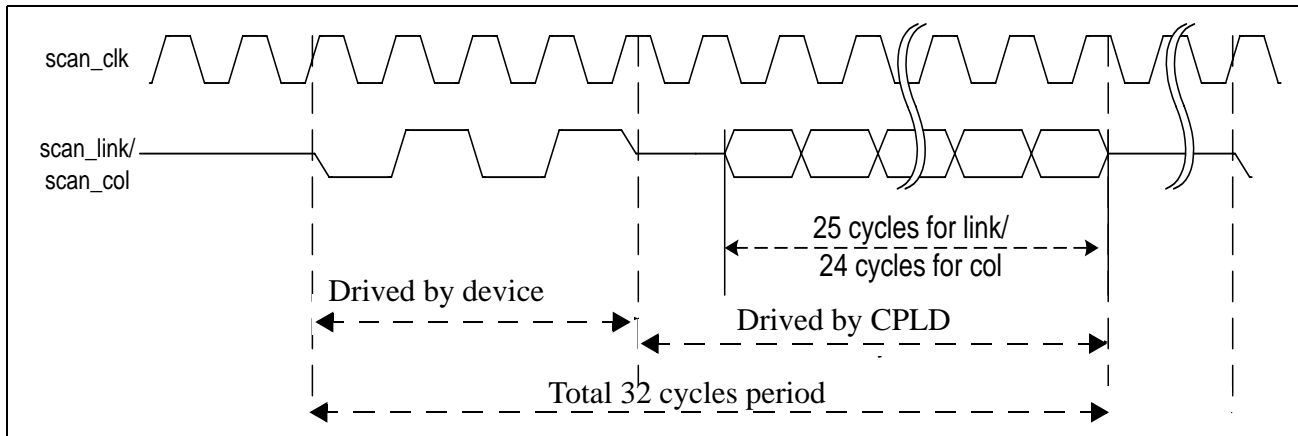 scan_clk
scan_link/
scan_col
25 cycles for link/
24 cycles for col
Drived by device
Drived by CPLD
Total 32 cycles period